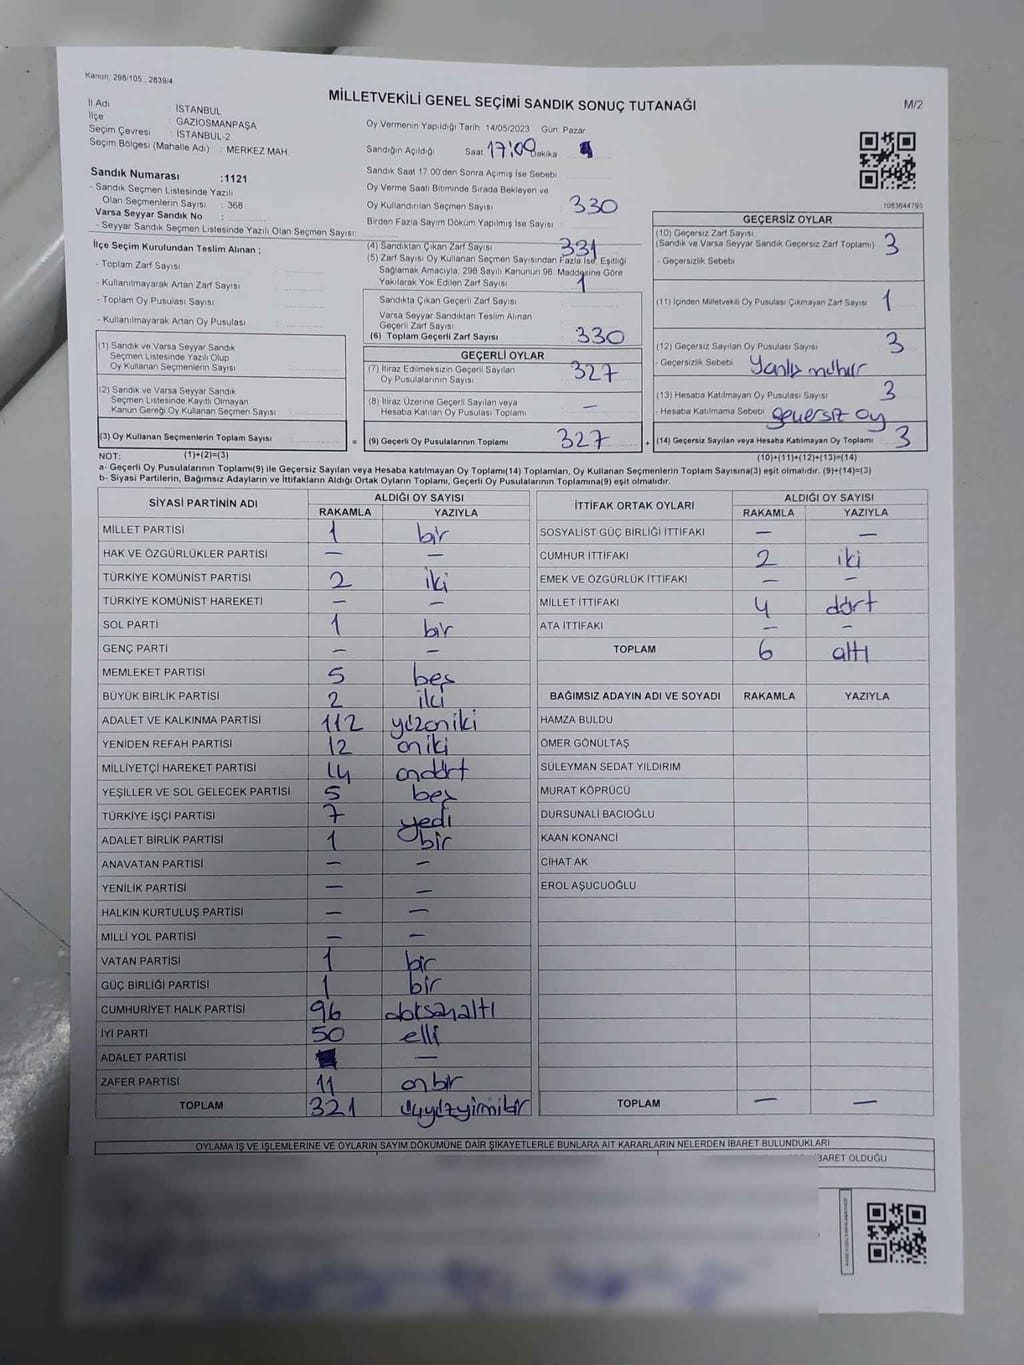 Kanun: 298/105 , 2839/4
MİLLETVEKİLİ GENEL SEÇİMİ SANDIK SONUÇ TUTANAĞI
M/2
İl Adı : İSTANBUL
İlçe : GAZİOSMANPAŞA
Seçim Çevresi : İSTANBUL-2
Seçim Bölgesi (Mahalle Adı) : MERKEZ MAH.
Oy Vermenin Yapıldığı Tarih 14/05/2023 Gün: Pazar
Sandığın Açıldığı Saat 17:09 Dakika
Sandık Saat 17:00'den Sonra Açımış İse Sebebi
Oy Verme Saati Bitiminde Sırada Bekleyen ve
Oy Kullandırılan Seçmen Sayısı 330
Birden Fazla Sayım Döküm Yapılmış İse Sayısı
1083644795
Sandık Numarası :1121
- Sandık Seçmen Listesinde Yazılı
Olan Seçmenlerin Sayısı : 368
Varsa Seyyar Sandık No :
- Seyyar Sandık Seçmen Listesinde Yazılı Olan Seçmen Sayısı:
İlçe Seçim Kurulundan Teslim Alınan ;
- Toplam Zarf Sayısı :
- Kullanılmayarak Artan Zarf Sayısı :
- Toplam Oy Pusulası Sayısı :
- Kullanılmayarak Artan Oy Pusulası :
(1) Sandık ve Varsa Seyyar Sandık
Seçmen Listesinde Yazılı Olup
Oy Kullanan Seçmenlerin Sayısı :
(2) Sandık ve Varsa Seyyar Sandık
Seçmen Listesinde Kayıtlı Olmayan
Kanun Gereği Oy Kullanan Seçmen Sayısı :
(3) Oy Kullanan Seçmenlerin Toplam Sayısı :
(4) Sandıktan Çıkan Zarf Sayısı 331
(5) Zarf Sayısı Oy Kullanan Seçmen Sayısından Fazla İse, Eşitliği
Sağlamak Amacıyla, 298 Sayılı Kanunun 98. Maddesine Göre
Yakılarak Yok Edilen Zarf Sayısı : 1
Sandıkta Çıkan Geçerli Zarf Sayısı :
Varsa Seyyar Sandıktan Teslim Alınan
Geçerli Zarf Sayısı :
(6) Toplam Geçerli Zarf Sayısı : 330
GEÇERLİ OYLAR
(7) İtiraz Edilmeksizin Geçerli Sayılan
Oy Pusulalarının Sayısı : 327
(8) İtiraz Üzerine Geçerli Sayılan veya
Hesaba Katılan Oy Pusulaları Toplamı : –
= (9) Geçerli Oy Pusulalarının Toplamı : 327
GEÇERSİZ OYLAR
(10) Geçersiz Zarf Sayısı
(Sandık ve Varsa Seyyar Sandık Geçersiz Zarf Toplamı) : 3
- Geçersizlik Sebebi :
(11) İçinden Milletvekili Oy Pusulası Çıkmayan Zarf Sayısı : 1
(12) Geçersiz Sayılan Oy Pusulası Sayısı : 3
- Geçersizlik Sebebi : Yanlış mühür
(13) Hesaba Katılmayan Oy Pusulası Sayısı : 3
- Hesaba Katılmama Sebebi : geçersiz oy
+ (14) Geçersiz Sayılan veya Hesaba Katılmayan Oy Toplamı : 3
NOT: (1)+(2)=(3)
(10)+(11)+(12)+(13)=(14)
a- Geçerli Oy Pusulalarının Toplamı(9) ile Geçersiz Sayılan veya Hesaba katılmayan Oy Toplamı(14) Toplamları, Oy Kullanan Seçmenlerin Toplam Sayısına(3) eşit olmalıdır. (9)+(14)=(3)
b- Siyasi Partilerin, Bağımsız Adayların ve İttifakların Aldığı Ortak Oyların Toplamı, Geçerli Oy Pusulalarının Toplamına(9) eşit olmalıdır.
SİYASİ PARTİNİN ADI ALDIĞI OY SAYISI
RAKAMLA YAZIYLA
MİLLET PARTİSİ 1 bir
HAK VE ÖZGÜRLÜKLER PARTİSİ – –
TÜRKİYE KOMÜNİST PARTİSİ 2 iki
TÜRKİYE KOMÜNİST HAREKETİ – –
SOL PARTİ 1 bir
GENÇ PARTİ – –
MEMLEKET PARTİSİ 5 beş
BÜYÜK BİRLİK PARTİSİ 2 iki
ADALET VE KALKINMA PARTİSİ 112 yüzoniki
YENİDEN REFAH PARTİSİ 12 oniki
MİLLİYETÇİ HAREKET PARTİSİ 14 ondört
YEŞİLLER VE SOL GELECEK PARTİSİ 5 beş
TÜRKİYE İŞÇİ PARTİSİ 7 yedi
ADALET BİRLİK PARTİSİ 1 bir
ANAVATAN PARTİSİ – –
YENİLİK PARTİSİ – –
HALKIN KURTULUŞ PARTİSİ – –
MİLLİ YOL PARTİSİ – –
VATAN PARTİSİ 1 bir
GÜÇ BİRLİĞİ PARTİSİ 1 bir
CUMHURİYET HALK PARTİSİ 96 doksanaltı
İYİ PARTİ 50 elli
ADALET PARTİSİ –
ZAFER PARTİSİ 11 onbir
TOPLAM 321 üçyüzyirmibir
İTTİFAK ORTAK OYLARI ALDIĞI OY SAYISI
RAKAMLA YAZIYLA
SOSYALİST GÜÇ BİRLİĞİ İTTİFAKI – –
CUMHUR İTTİFAKI 2 iki
EMEK VE ÖZGÜRLÜK İTTİFAKI – –
MİLLET İTTİFAKI 4 dört
ATA İTTİFAKI – –
TOPLAM 6 altı
BAĞIMSIZ ADAYIN ADI VE SOYADI RAKAMLA YAZIYLA
HAMZA BULDU
ÖMER GÖNÜLTAŞ
SÜLEYMAN SEDAT YILDIRIM
MURAT KÖPRÜCÜ
DURSUNALİ BACIOĞLU
KAAN KONANCİ
CİHAT AK
EROL AŞUCUOĞLU
TOPLAM – –
OYLAMA İŞ VE İŞLEMLERİNE VE OYLARIN SAYIM DÖKÜMÜNE DAİR ŞİKAYETLERLE BUNLARA AİT KARARLARIN NELERDEN İBARET BULUNDUKLARI
İBARET OLDUĞU